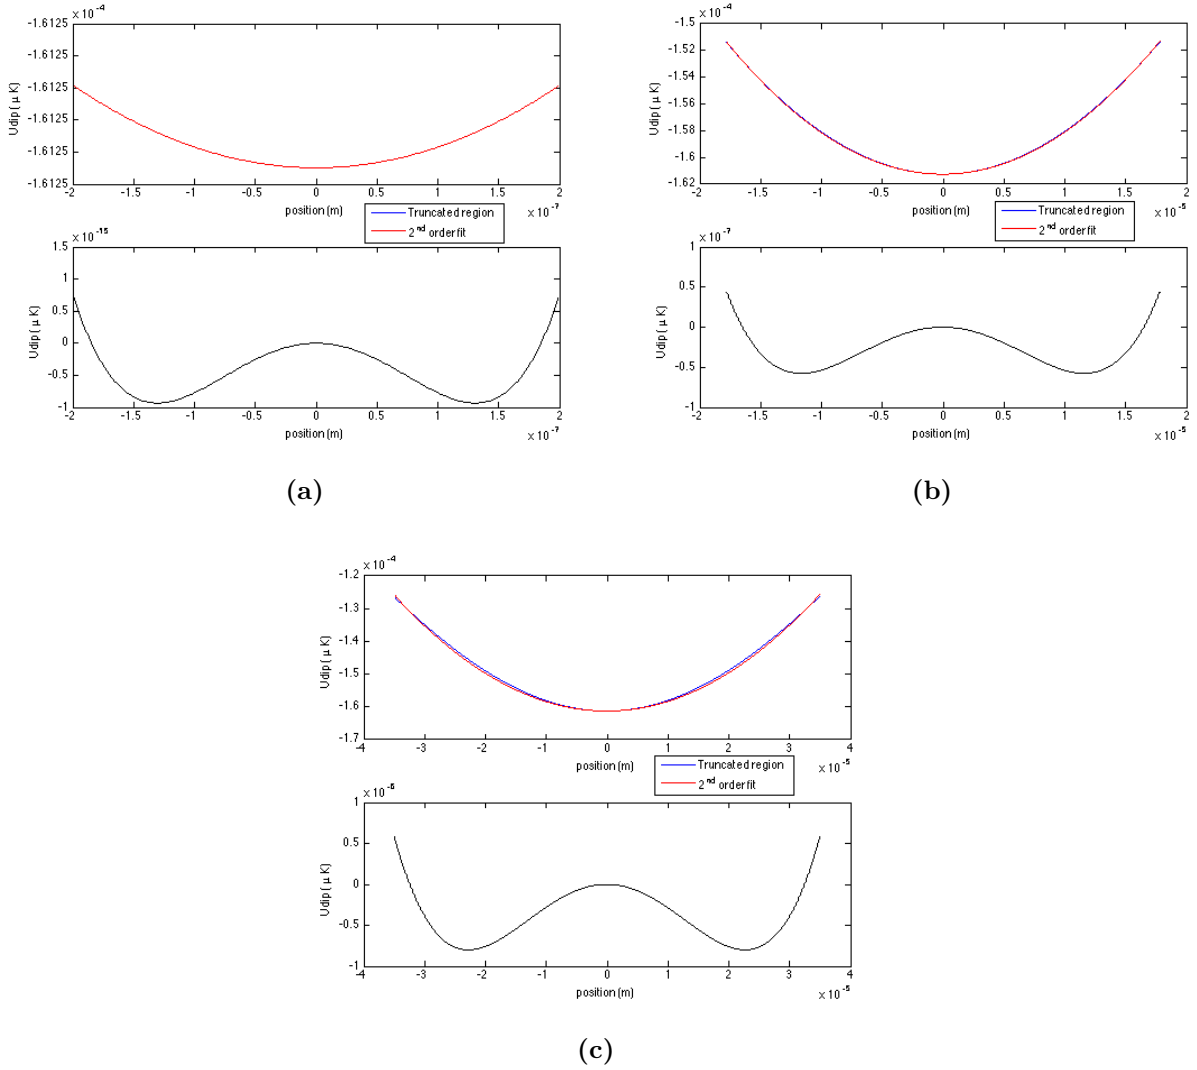 x 10 -4
-1.6125
-1.6125
-1.6125
-1.6125
-1.6125
-1.6125
Udip ( μ K)
-2 -1.5 -1 -0.5 0 0.5 1 1.5 2
position (m)
x 10 -7
Truncated region
2nd order fit
x 10 -15
1.5
1
0.5
0
-0.5
-1
Udip ( μ K)
-2 -1.5 -1 -0.5 0 0.5 1 1.5 2
position (m)
x 10 -7
(a)
x 10 -4
-1.5
-1.52
-1.54
-1.56
-1.58
-1.6
-1.62
Udip ( μ K)
-2 -1.5 -1 -0.5 0 0.5 1 1.5 2
position (m)
x 10 -5
Truncated region
2nd order fit
x 10 -7
1
0.5
0
-0.5
-1
Udip ( μ K)
-2 -1.5 -1 -0.5 0 0.5 1 1.5 2
position (m)
x 10 -5
(b)
x 10 -4
-1.2
-1.3
-1.4
-1.5
-1.6
-1.7
Udip ( μ K)
-4 -3 -2 -1 0 1 2 3 4
position (m)
x 10 -5
Truncated region
2nd order fit
1
0.5
0
-0.5
-1
Udip ( μ K)
-4 -3 -2 -1 0 1 2 3 4
position (m)
x 10 -5
(c)